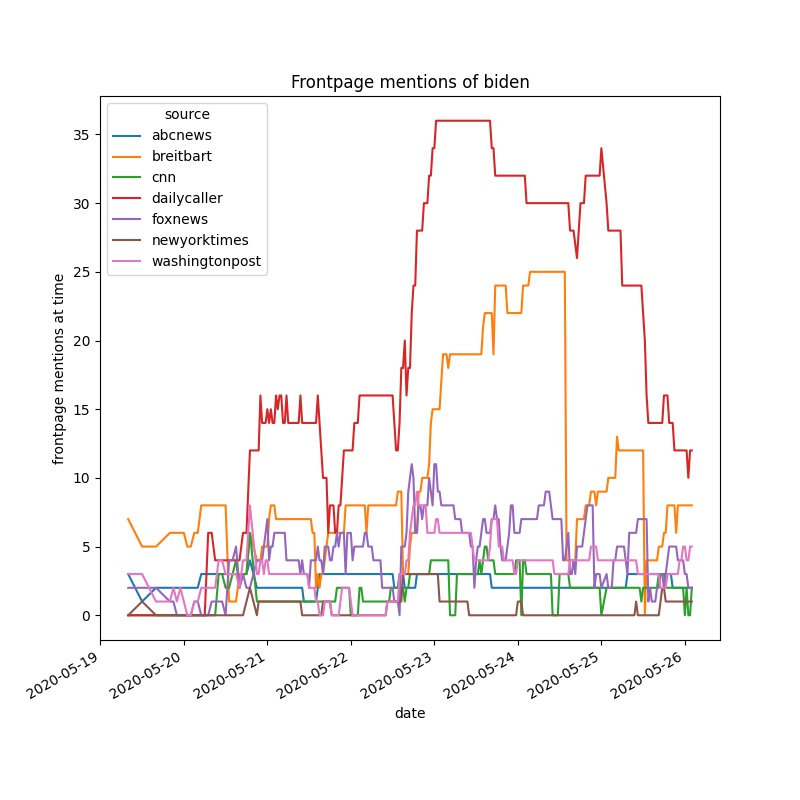 Frontpage mentions of biden
source
abcnews
breitbart
cnn
dailycaller
foxnews
newyorktimes
washingtonpost
frontpage mentions at time
35
30
25
20
15
10
5
0
2020-05-19
2020-05-20
2020-05-21
2020-05-22
2020-05-23
2020-05-24
2020-05-25
2020-05-26
date